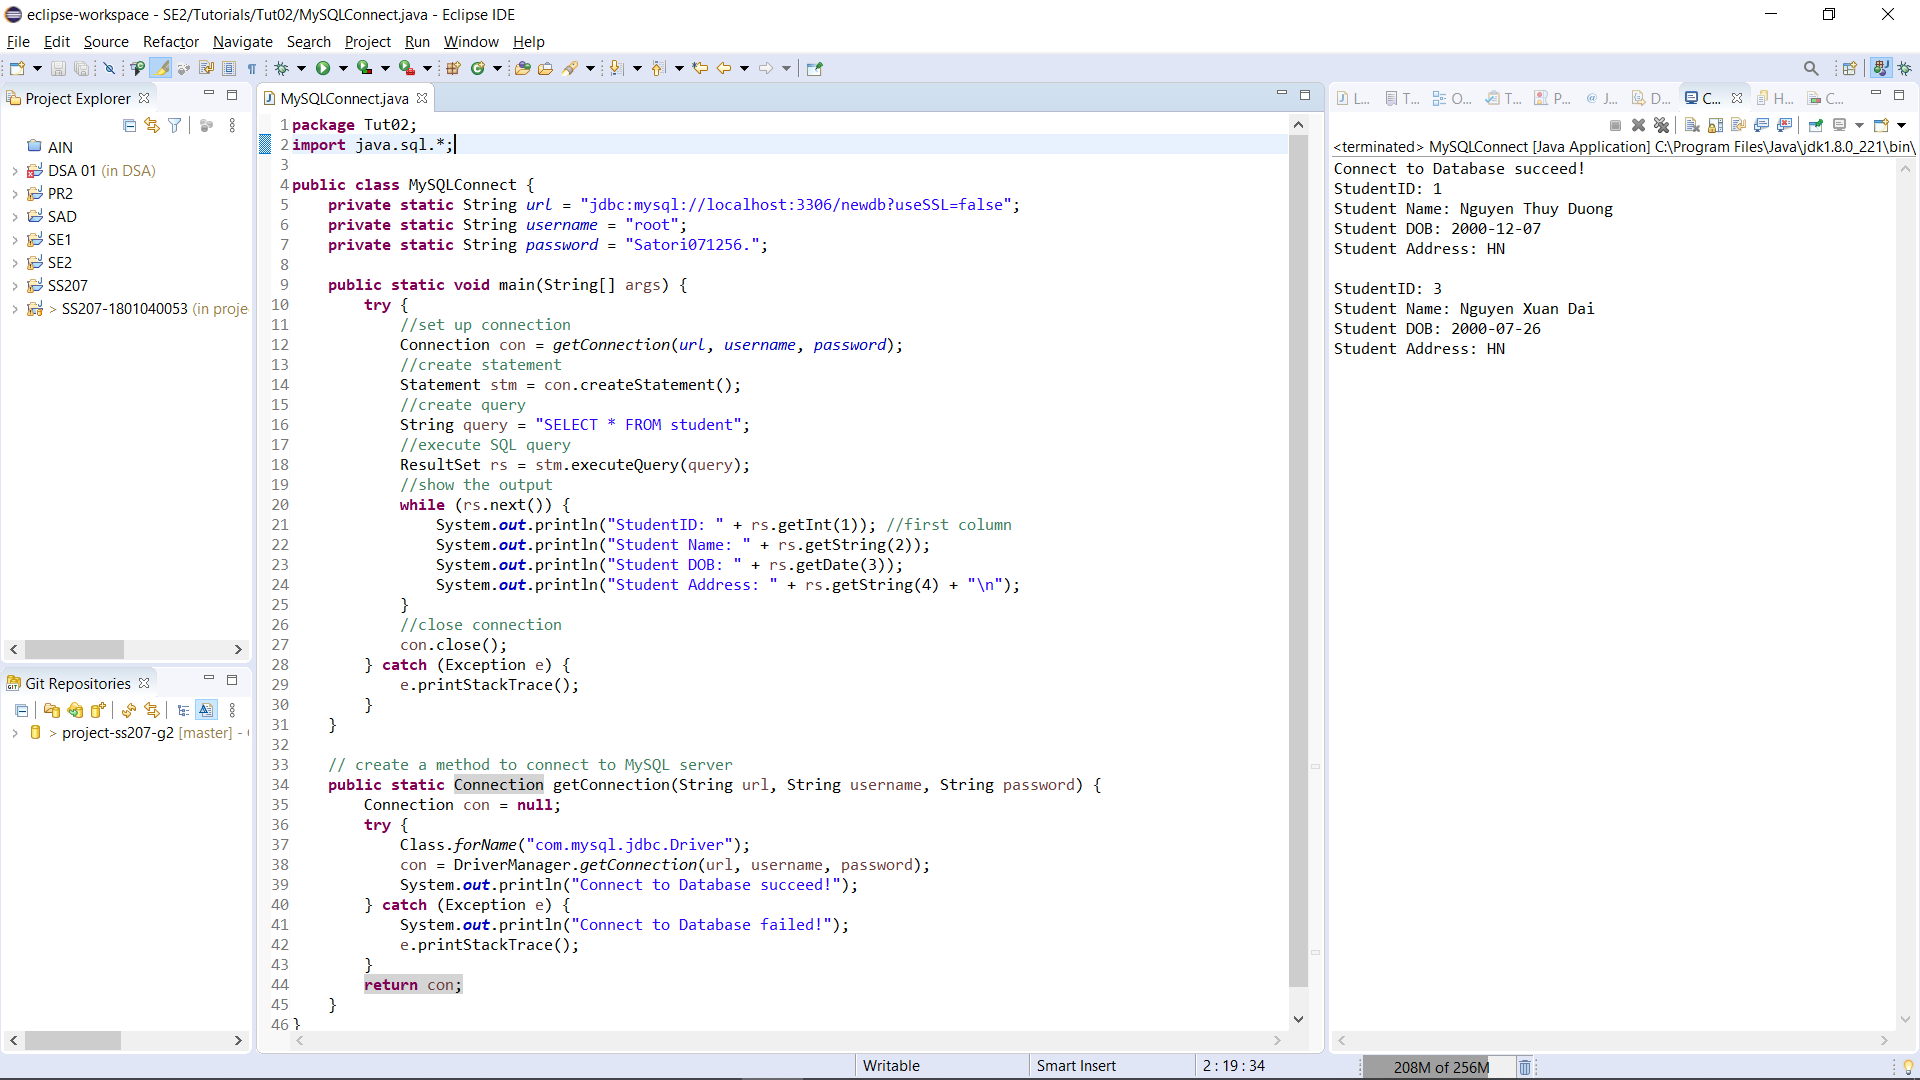 eclipse-workspace - SE2/Tutorials/Tut02/MySQLConnect.java - Eclipse IDE
File Edit Source Refactor Navigate Search Project Run Window Help
Project Explorer
AIN
DSA 01 (in DSA)
PR2
SAD
SE1
SE2
SS207
> SS207-1801040053 (in proje
Git Repositories
> project-ss207-g2 [master] -
MySQLConnect.java
1 package Tut02;
2 import java.sql.*;
3
4 public class MySQLConnect {
5 private static String url = "jdbc:mysql://localhost:3306/newdb?useSSL=false";
6 private static String username = "root";
7 private static String password = "Satori071256.";
8
9 public static void main(String[] args) {
10 try {
11 //set up connection
12 Connection con = getConnection(url, username, password);
13 //create statement
14 Statement stm = con.createStatement();
15 //create query
16 String query = "SELECT * FROM student";
17 //execute SQL query
18 ResultSet rs = stm.executeQuery(query);
19 //show the output
20 while (rs.next()) {
21 System.out.println("StudentID: " + rs.getInt(1)); //first column
22 System.out.println("Student Name: " + rs.getString(2));
23 System.out.println("Student DOB: " + rs.getDate(3));
24 System.out.println("Student Address: " + rs.getString(4) + "\n");
25 }
26 //close connection
27 con.close();
28 } catch (Exception e) {
29 e.printStackTrace();
30 }
31 }
32
33 // create a method to connect to MySQL server
34 public static Connection getConnection(String url, String username, String password) {
35 Connection con = null;
36 try {
37 Class.forName("com.mysql.jdbc.Driver");
38 con = DriverManager.getConnection(url, username, password);
39 System.out.println("Connect to Database succeed!");
40 } catch (Exception e) {
41 System.out.println("Connect to Database failed!");
42 e.printStackTrace();
43 }
44 return con;
45 }
46 }
L... T... O... T... P... J... D... C... H... C...
<terminated> MySQLConnect [Java Application] C:\Program Files\Java\jdk1.8.0_221\bin\
Connect to Database succeed!
StudentID: 1
Student Name: Nguyen Thuy Duong
Student DOB: 2000-12-07
Student Address: HN
StudentID: 3
Student Name: Nguyen Xuan Dai
Student DOB: 2000-07-26
Student Address: HN
Writable Smart Insert 2 : 19 : 34 208M of 256M